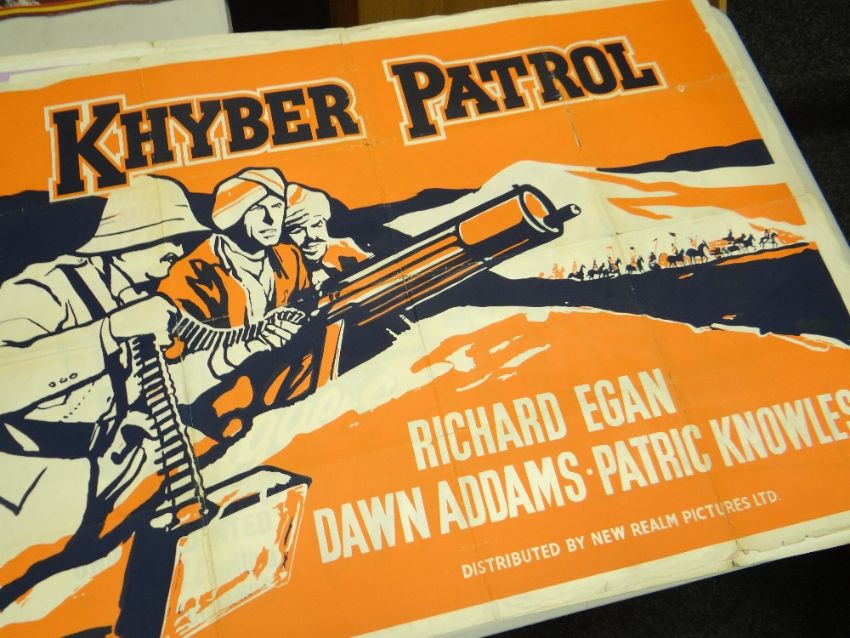 KHYBER PATROL
RICHARD EGAN
DAWN ADDAMS · PATRIC KNOWLES
DISTRIBUTED BY NEW REALM PICTURES LTD.